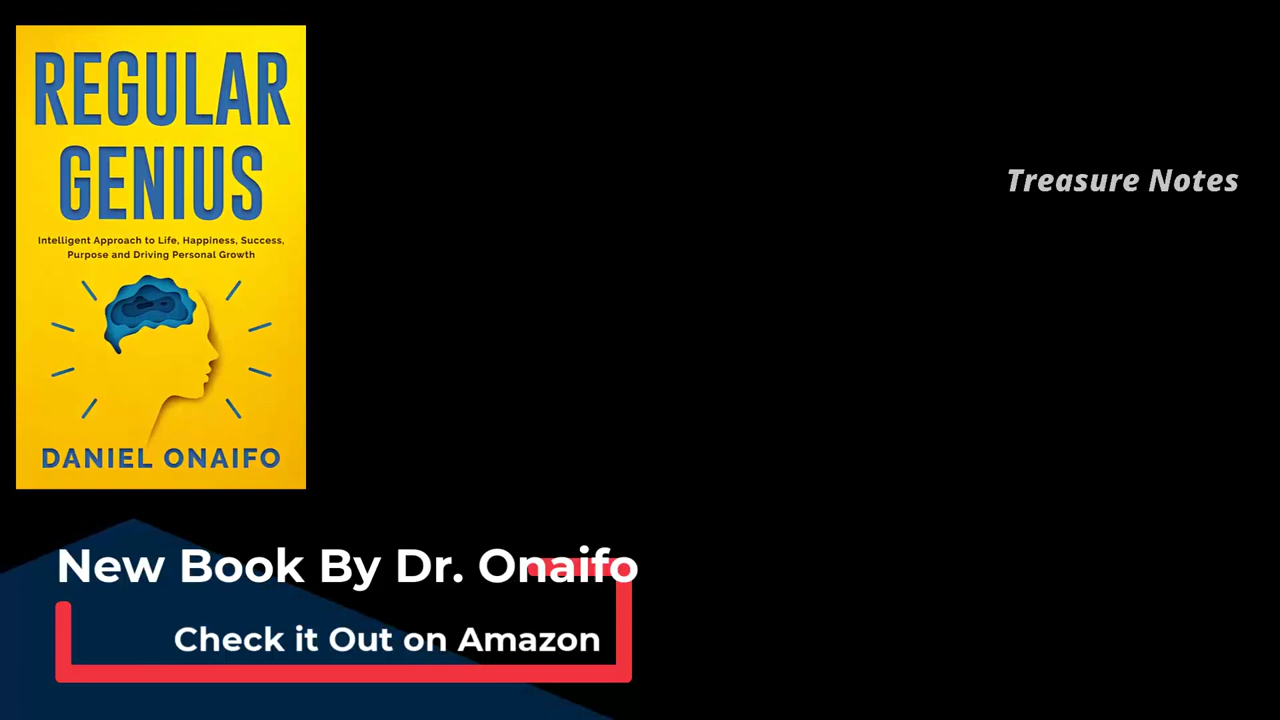 REGULAR
GENIUS
Intelligent Approach to Life, Happiness, Success,
Purpose and Driving Personal Growth
DANIEL ONAIFO
Treasure Notes
New Book By Dr. Onaifo
Check it Out on Amazon